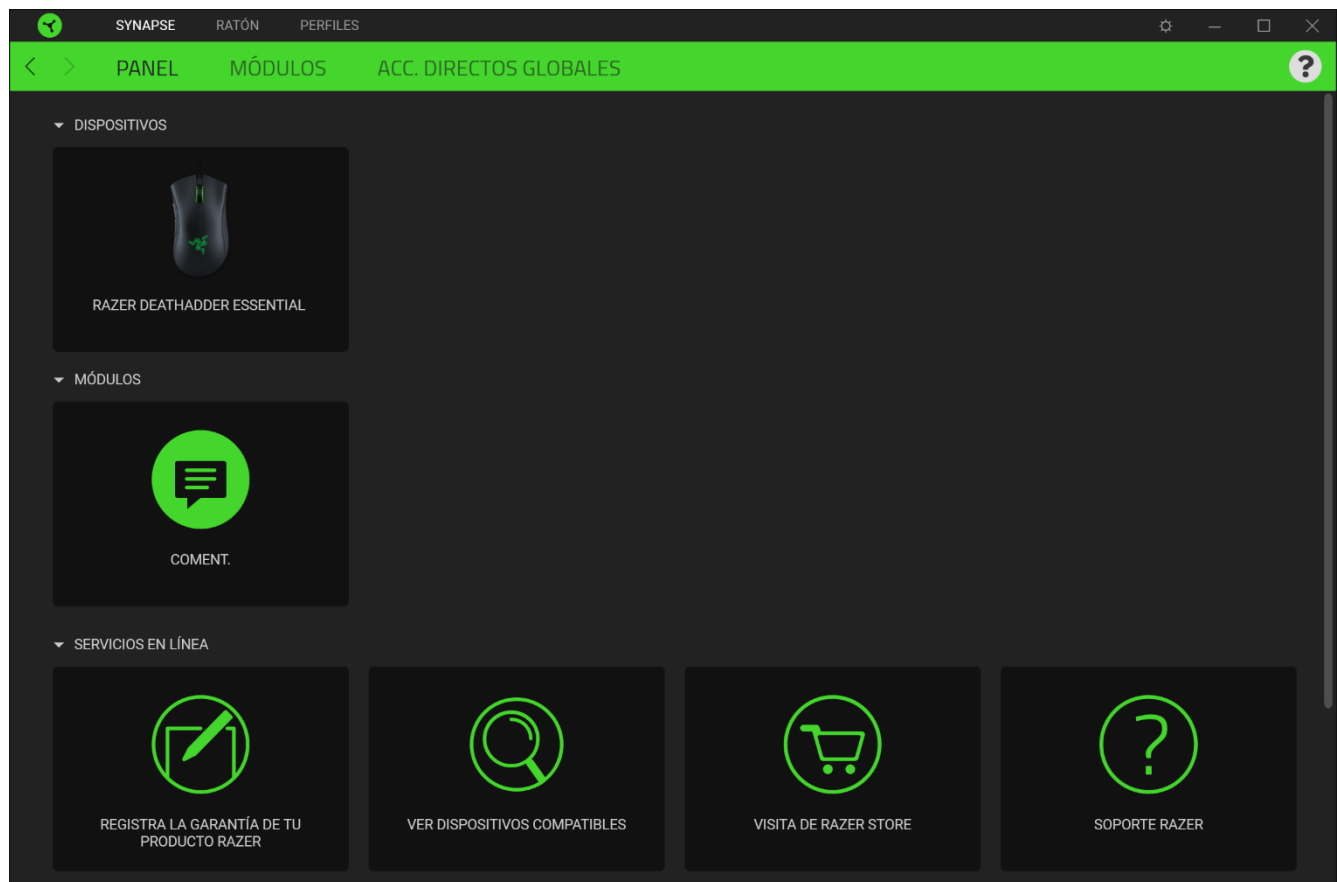 SYNAPSE RATÓN PERFILES
PANEL MÓDULOS ACC. DIRECTOS GLOBALES ?
DISPOSITIVOS
RAZER DEATHADDER ESSENTIAL
MÓDULOS
COMENT.
SERVICIOS EN LÍNEA
REGISTRA LA GARANTÍA DE TU
PRODUCTO RAZER
VER DISPOSITIVOS COMPATIBLES
VISITA DE RAZER STORE
?
SOPORTE RAZER